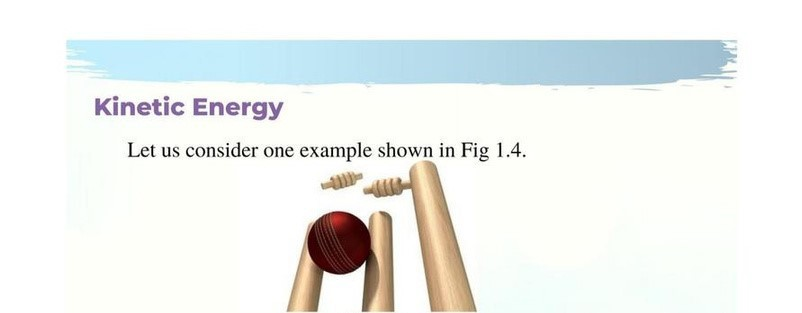 Kinetic Energy
Let us consider one example shown in Fig 1.4.